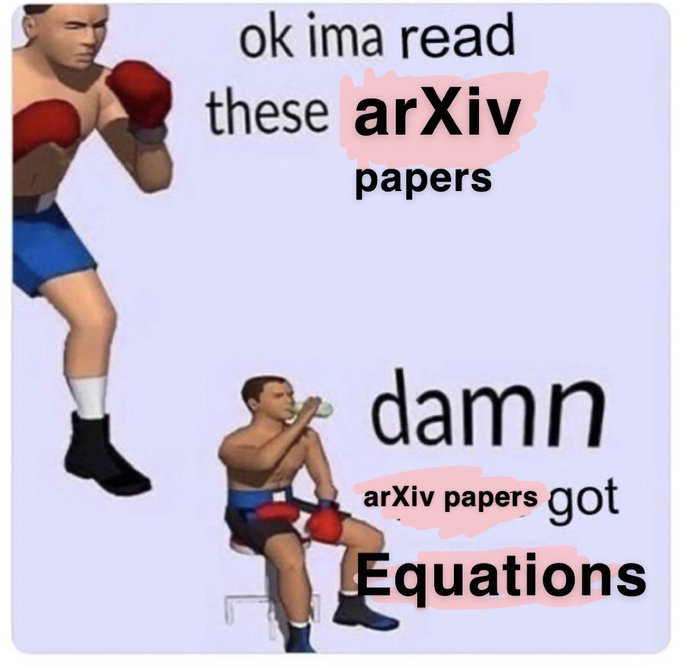 ok ima read
these arXiv
papers
damn
arXiv papers got
Equations